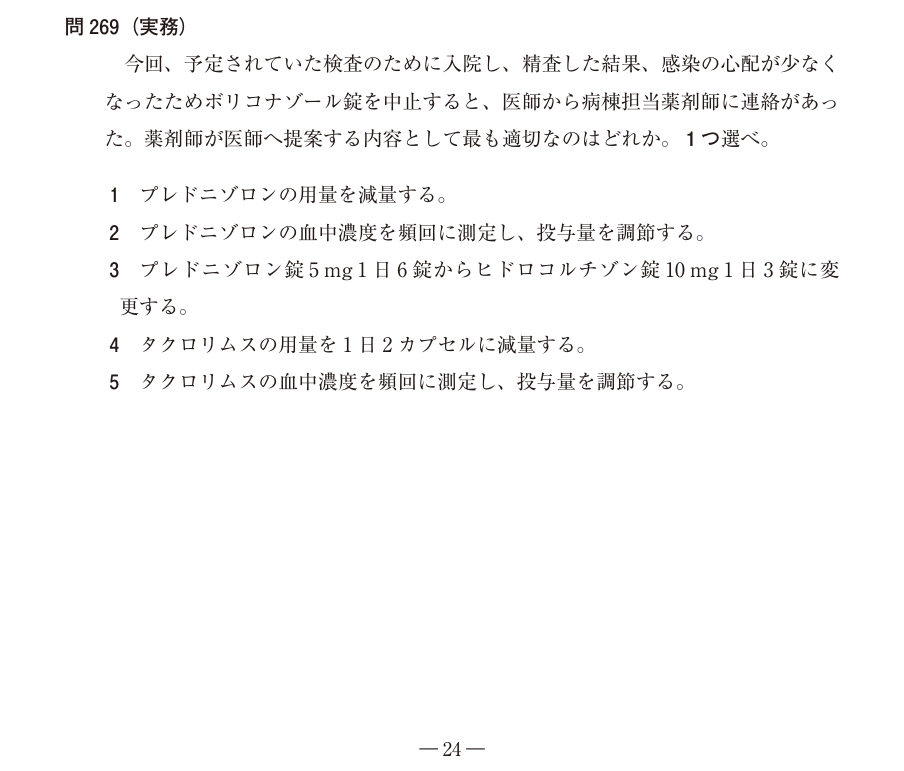 問 269（実務）
今回、予定されていた検査のために入院し、精査した結果、感染の心配が少なく
なったためボリコナゾール錠を中止すると、医師から病棟担当薬剤師に連絡があっ
た。薬剤師が医師へ提案する内容として最も適切なのはどれか。１つ選べ。
1　プレドニゾロンの用量を減量する。
2　プレドニゾロンの血中濃度を頻回に測定し、投与量を調節する。
3　プレドニゾロン錠 5 mg 1 日 6 錠からヒドロコルチゾン錠 10 mg 1 日 3 錠に変
更する。
4　タクロリムスの用量を 1 日 2 カプセルに減量する。
5　タクロリムスの血中濃度を頻回に測定し、投与量を調節する。
— 24 —